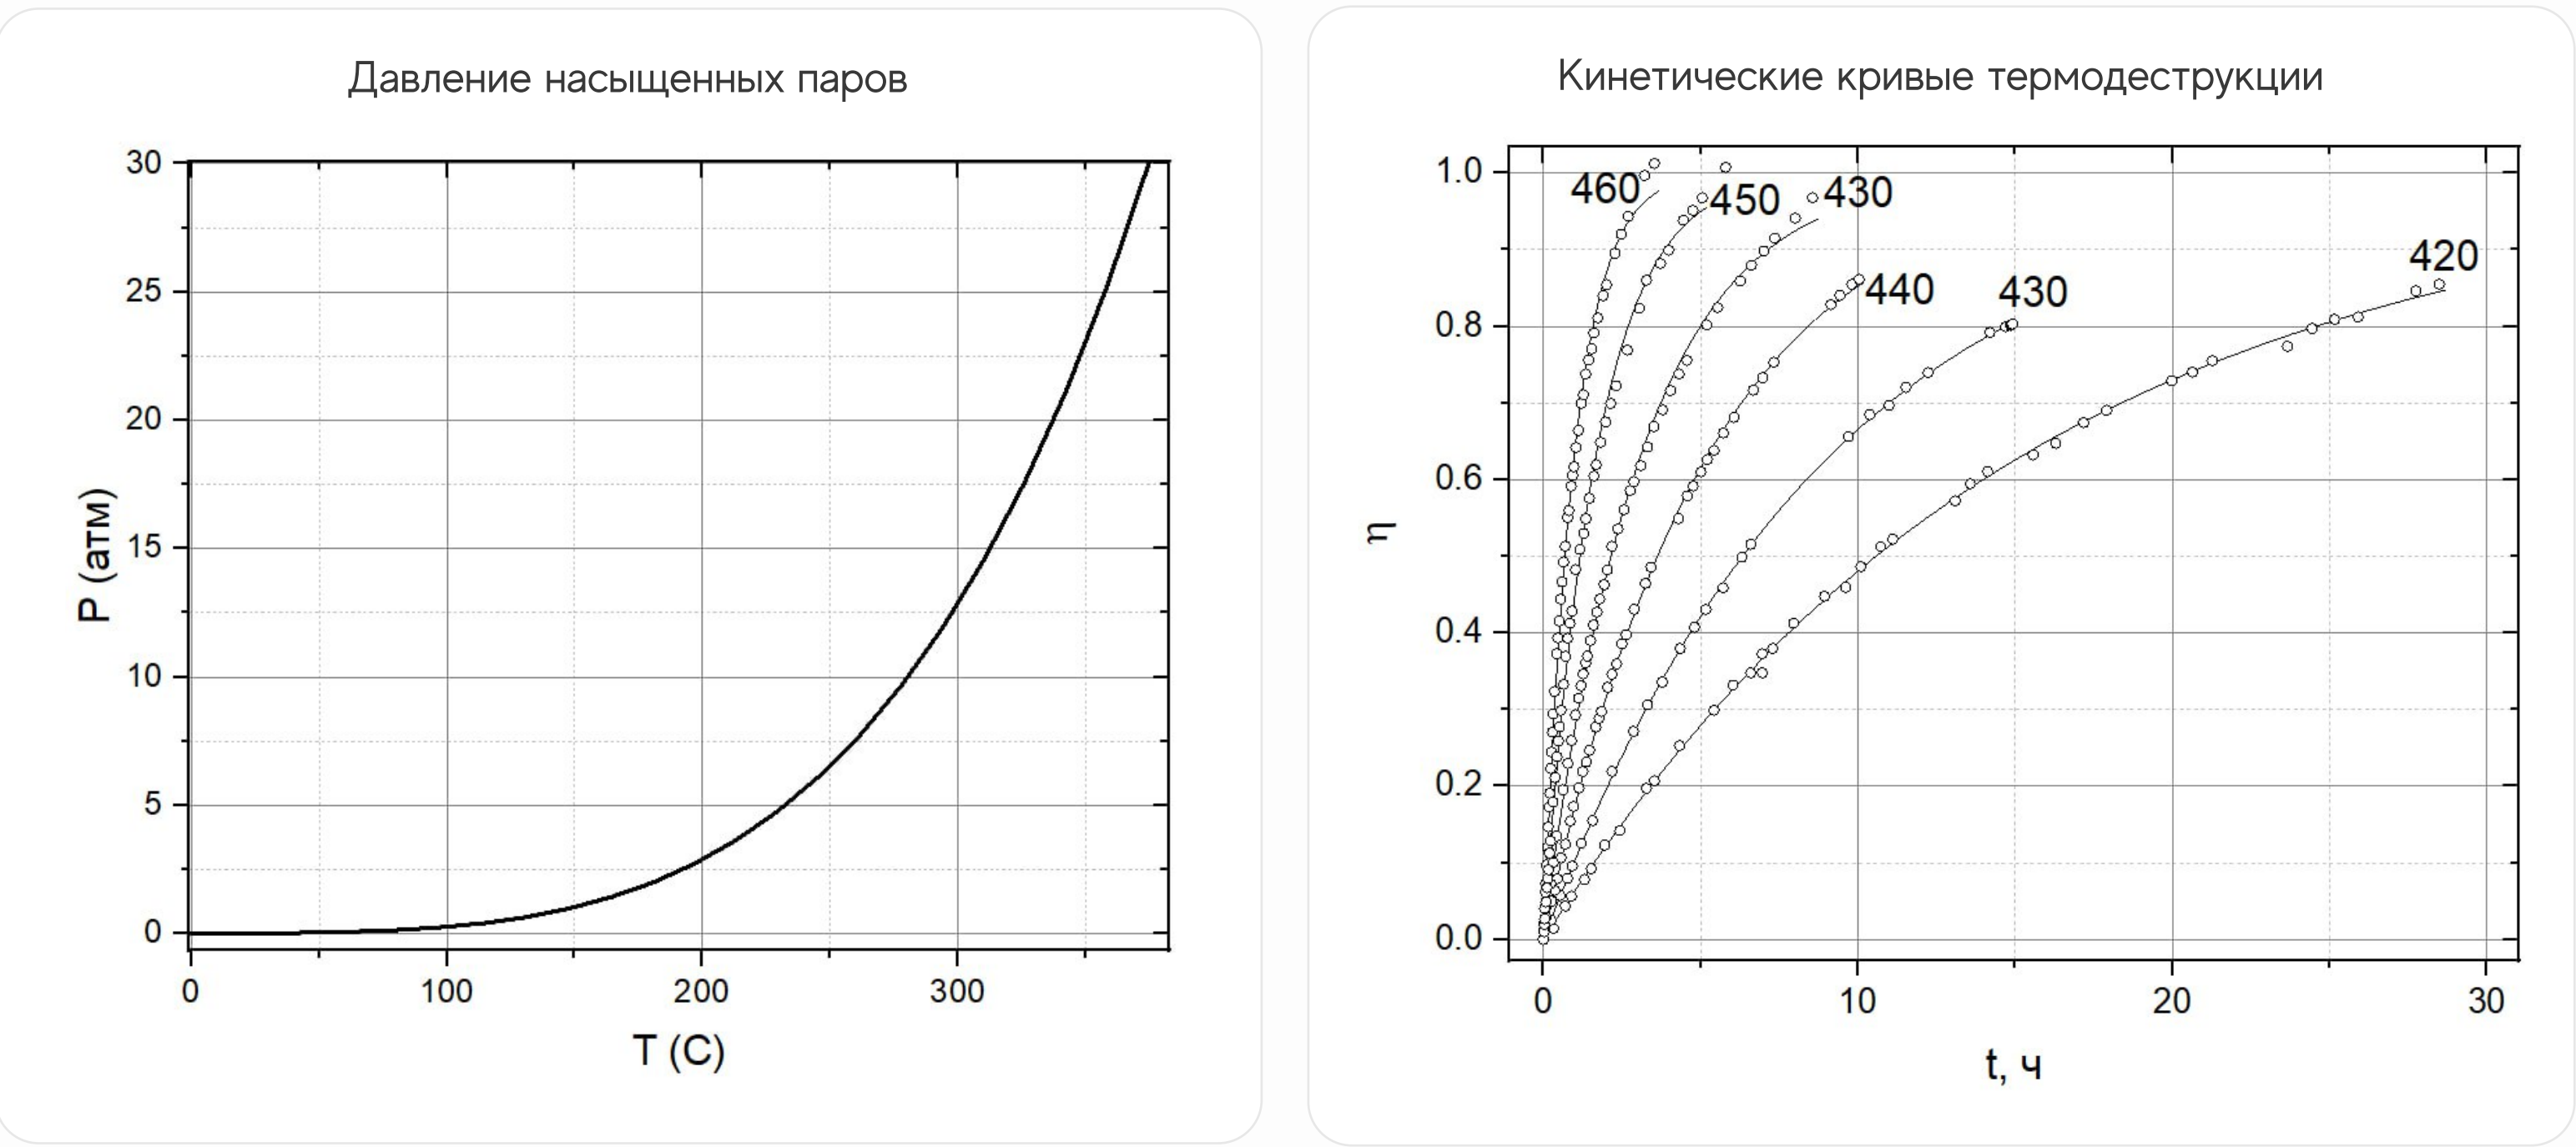 Давление насыщенных паров
30
25
20
15
10
5
0
P (атм)
0 100 200 300
T (C)
Кинетические кривые термодеструкции
1.0
0.8
0.6
0.4
0.2
0.0
η
460 450 430
440 430 420
0 10 20 30
t, ч